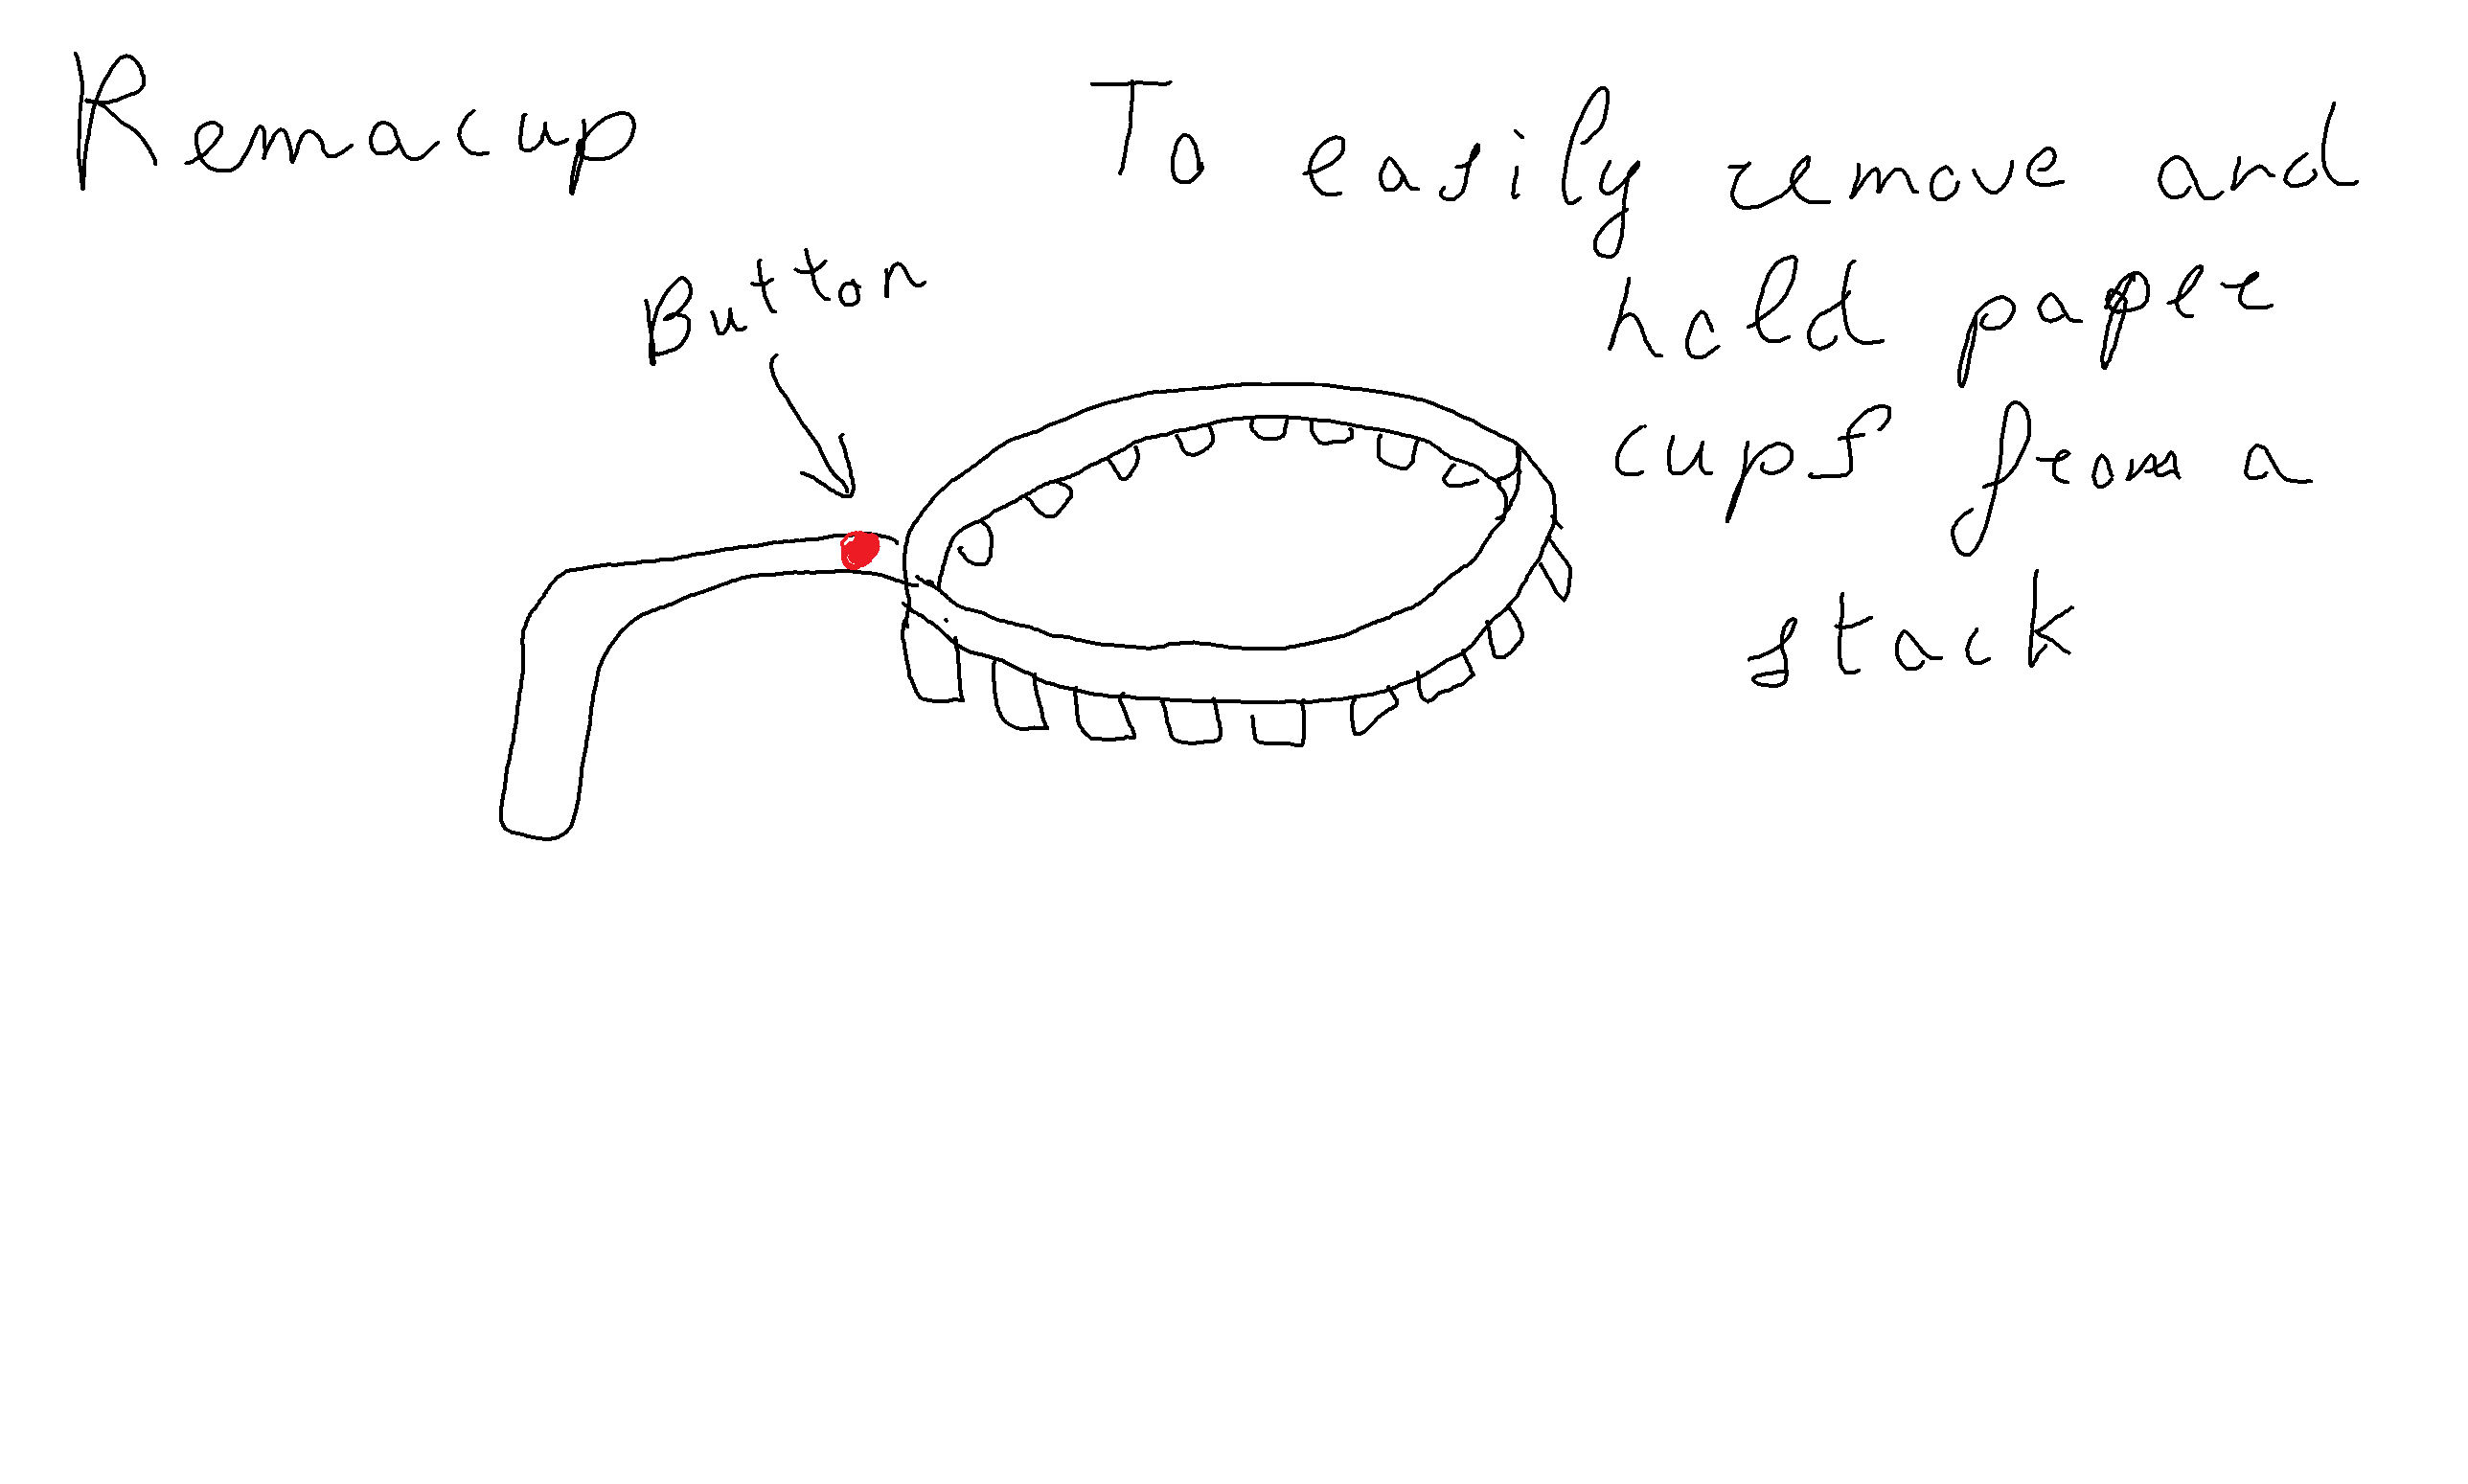 Remacup
To easily remove and
hold paper
cups from a
stack
Button